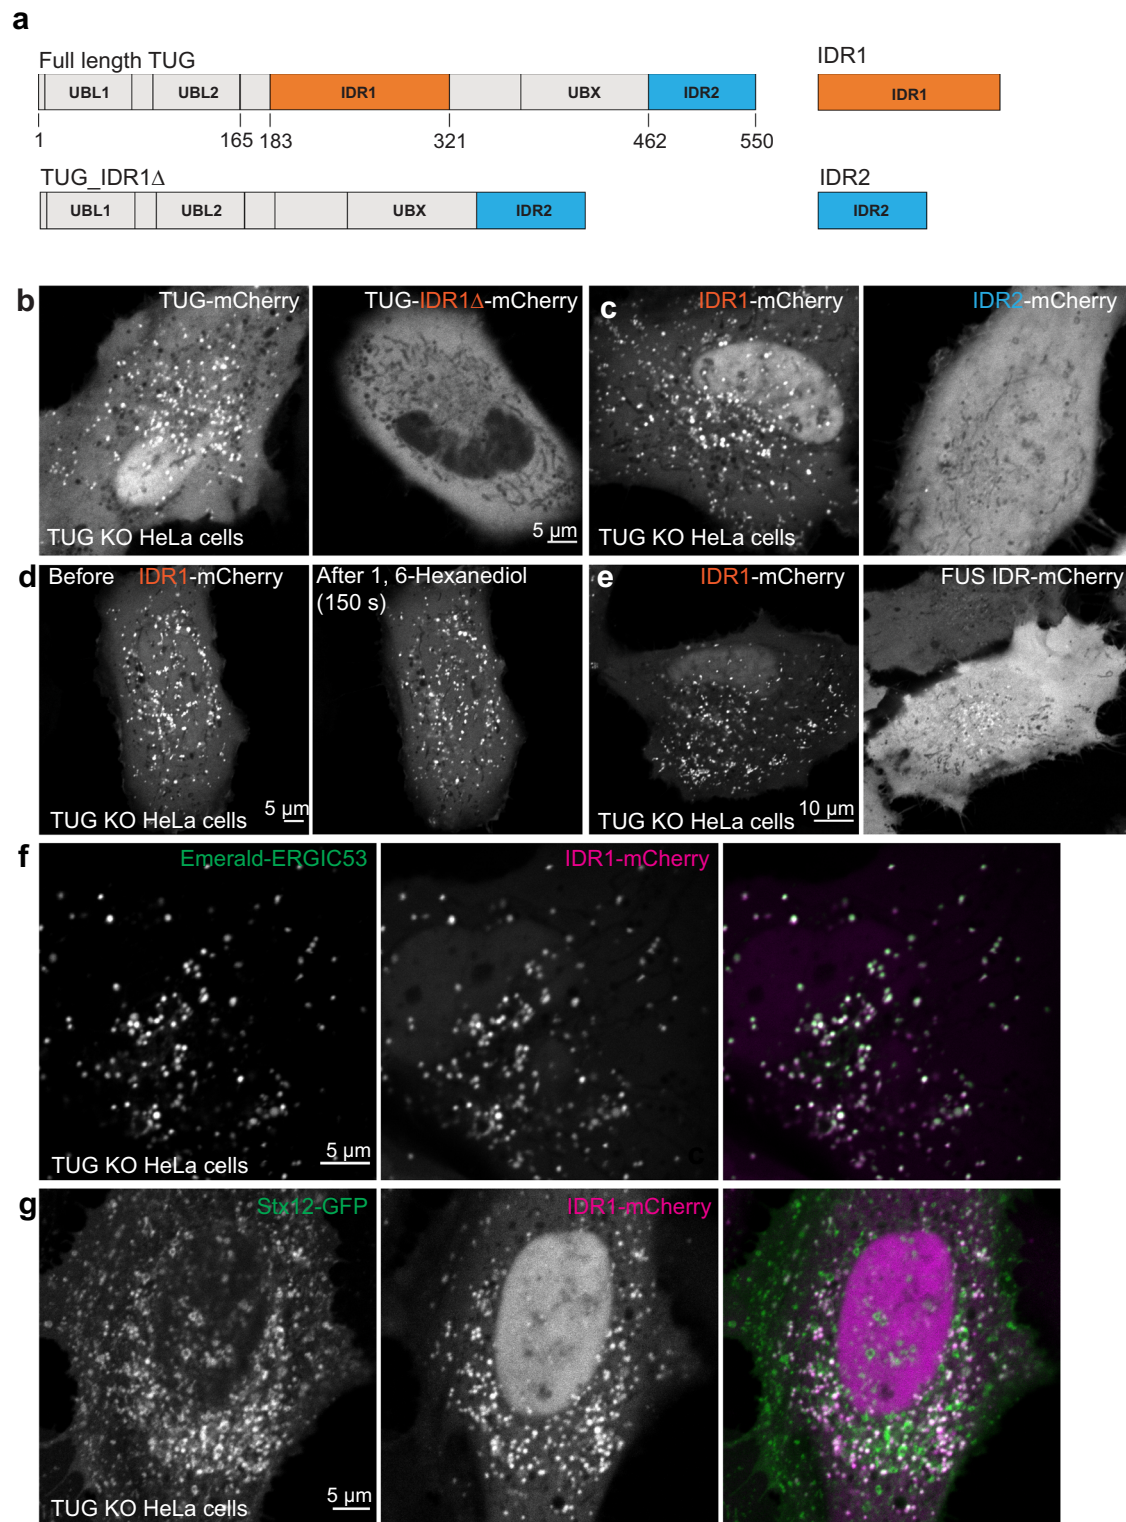 a
Full length TUG
IDR1
UBL1 UBL2 IDR1 UBX IDR2
IDR1
1 165 183 321 462 550
TUG_IDR1Δ
IDR2
UBL1 UBL2 UBX IDR2
IDR2
b
TUG-mCherry
TUG KO HeLa cells
TUG-IDR1Δ-mCherry
5 µm
c
IDR1-mCherry
TUG KO HeLa cells
IDR2-mCherry
d
Before IDR1-mCherry
TUG KO HeLa cells
5 µm
After 1, 6-Hexanediol
(150 s)
e
IDR1-mCherry
TUG KO HeLa cells
10 µm
FUS IDR-mCherry
f
Emerald-ERGIC53
TUG KO HeLa cells
5 µm
IDR1-mCherry
c
g
Stx12-GFP
TUG KO HeLa cells
5 µm
IDR1-mCherry